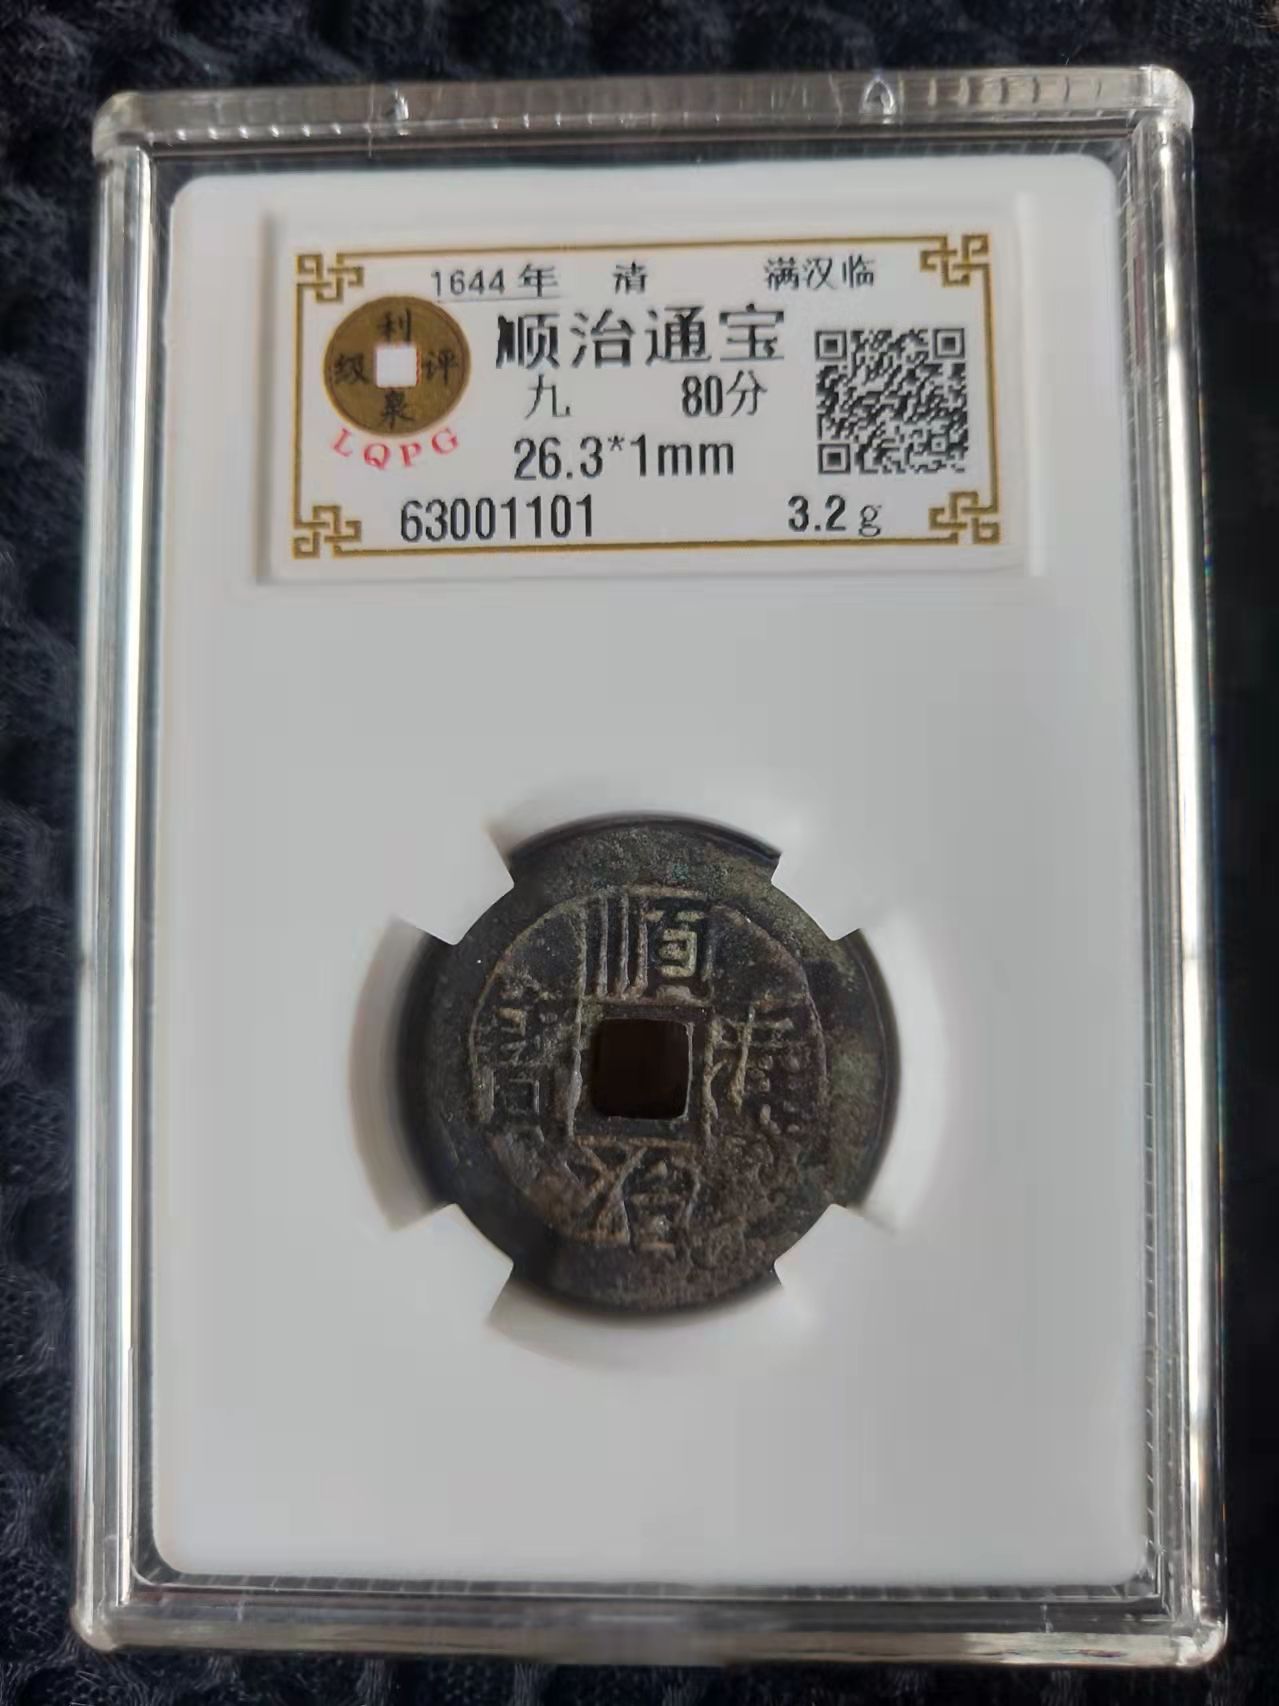 1644年 清 满汉临
利泉评级
顺治通宝
九 80分
LQPG
26.3*1mm
63001101 3.2g
順治通寳